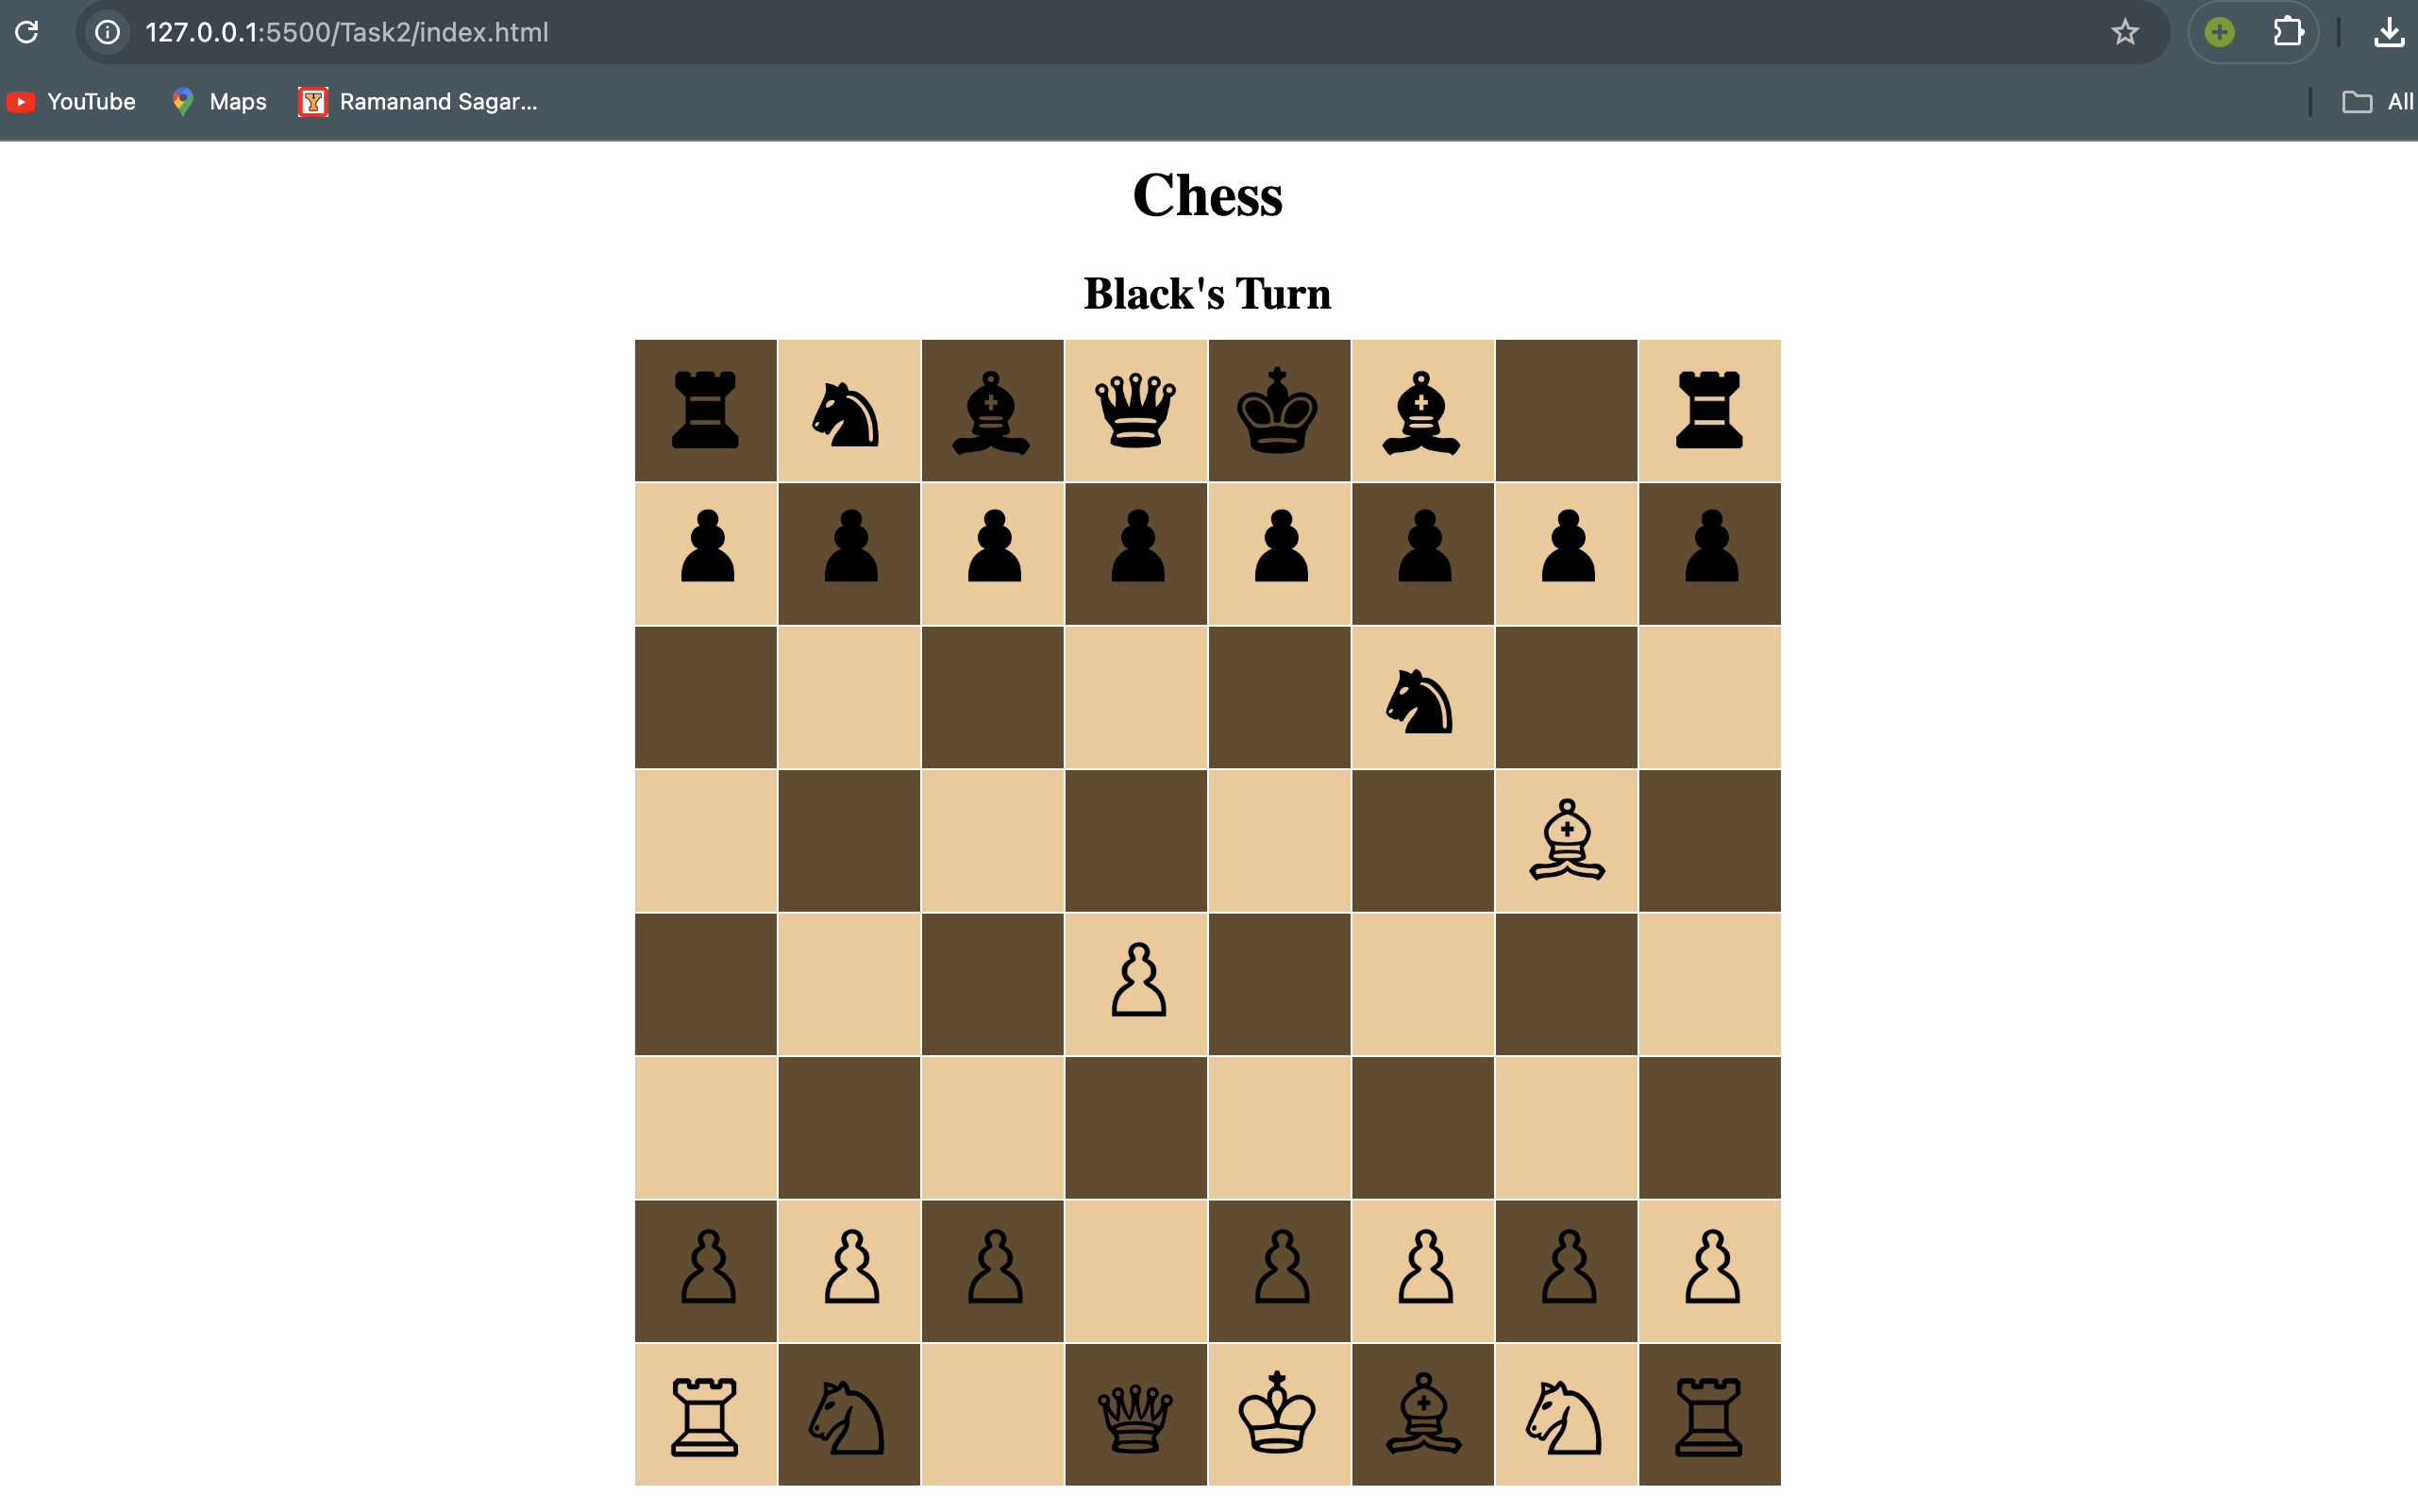 127.0.0.1:5500/Task2/index.html
YouTube
Maps
Ramanand Sagar...
All
Chess
Black's Turn